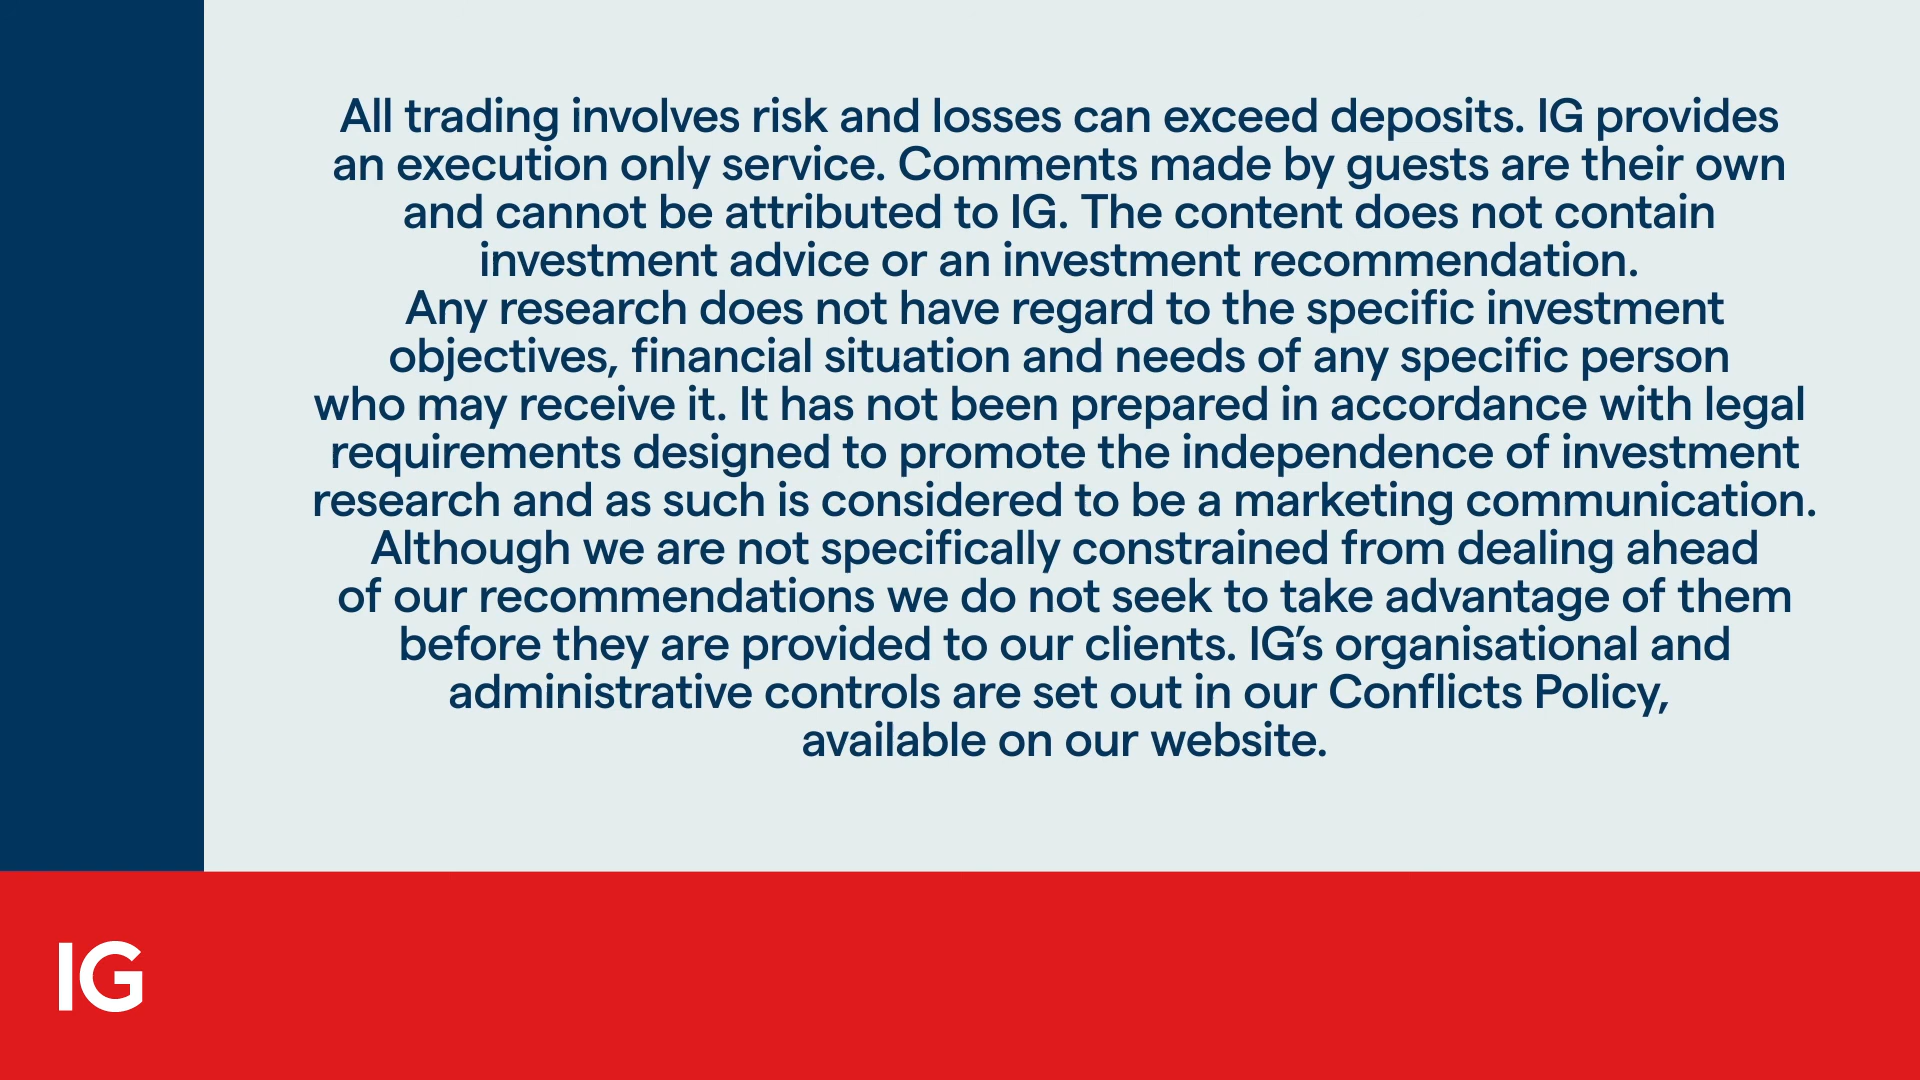 All trading involves risk and losses can exceed deposits. IG provides
an execution only service. Comments made by guests are their own
and cannot be attributed to IG. The content does not contain
investment advice or an investment recommendation.
Any research does not have regard to the specific investment
objectives, financial situation and needs of any specific person
who may receive it. It has not been prepared in accordance with legal
requirements designed to promote the independence of investment
research and as such is considered to be a marketing communication.
Although we are not specifically constrained from dealing ahead
of our recommendations we do not seek to take advantage of them
before they are provided to our clients. IG’s organisational and
administrative controls are set out in our Conflicts Policy,
available on our website.
IG